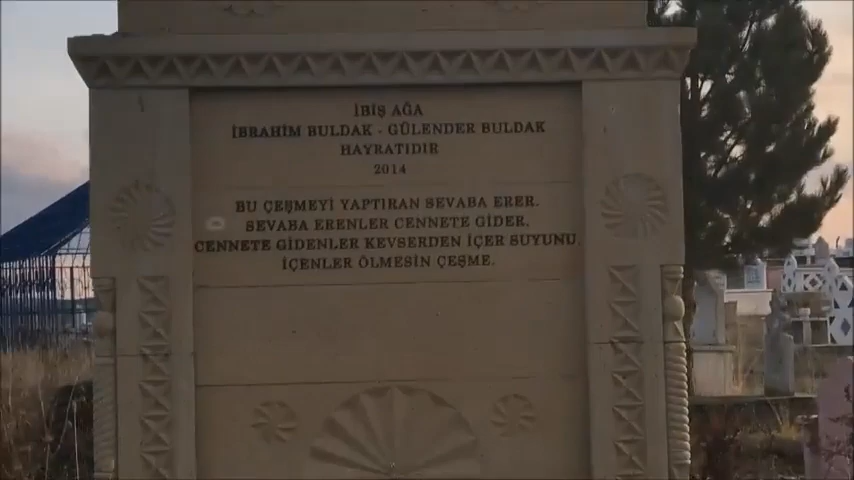 İBİŞ AĞA
İBRAHİM BULDAK - GÜLENDER BULDAK
HAYRATIDIR
2014
BU ÇEŞMEYİ YAPTIRAN SEVABA ERER.
SEVABA ERENLER CENNETE GİDER.
CENNETE GİDENLER KEVSERDEN İÇER SUYUNU
İÇENLER ÖLMESİN ÇEŞME.